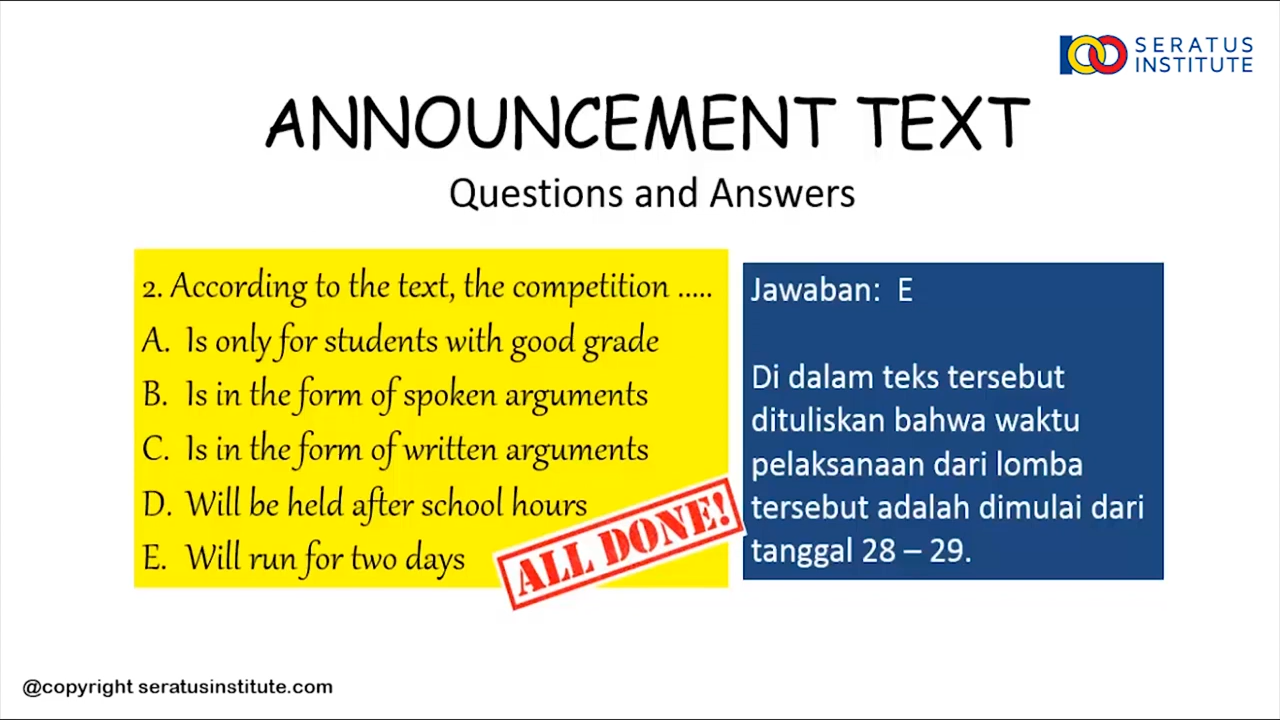 100 SERATUS
INSTITUTE
ANNOUNCEMENT TEXT
Questions and Answers
2. According to the text, the competition .....
A. Is only for students with good grade
B. Is in the form of spoken arguments
C. Is in the form of written arguments
D. Will be held after school hours
E. Will run for two days
ALL DONE!
Jawaban: E
Di dalam teks tersebut
dituliskan bahwa waktu
pelaksanaan dari lomba
tersebut adalah dimulai dari
tanggal 28 – 29.
@copyright seratusinstitute.com